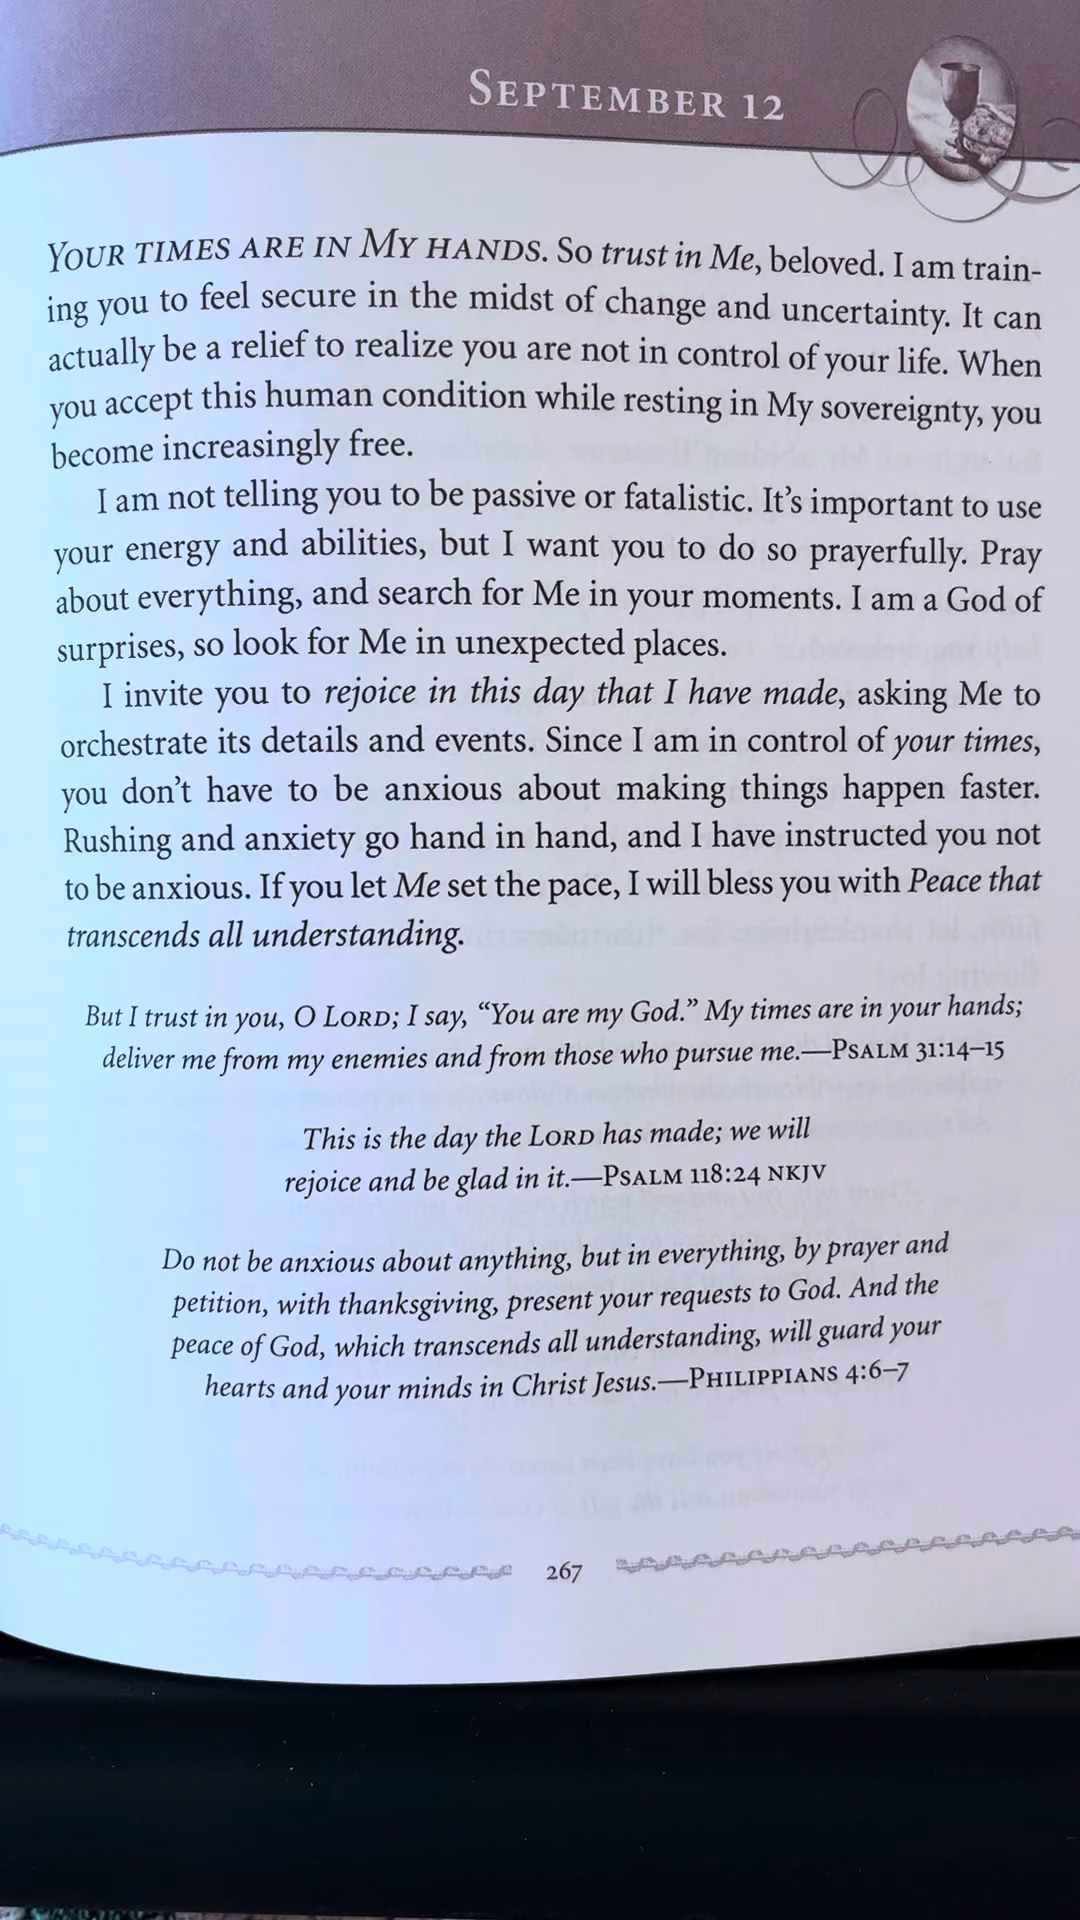 SEPTEMBER 12
YOUR TIMES ARE IN MY HANDS. So trust in Me, beloved. I am train-
ing you to feel secure in the midst of change and uncertainty. It can
actually be a relief to realize you are not in control of your life. When
you accept this human condition while resting in My sovereignty, you
become increasingly free.
I am not telling you to be passive or fatalistic. It’s important to use
your energy and abilities, but I want you to do so prayerfully. Pray
about everything, and search for Me in your moments. I am a God of
surprises, so look for Me in unexpected places.
I invite you to rejoice in this day that I have made, asking Me to
orchestrate its details and events. Since I am in control of your times,
you don’t have to be anxious about making things happen faster.
Rushing and anxiety go hand in hand, and I have instructed you not
to be anxious. If you let Me set the pace, I will bless you with Peace that
transcends all understanding.
But I trust in you, O LORD; I say, “You are my God.” My times are in your hands;
deliver me from my enemies and from those who pursue me.—PSALM 31:14–15
This is the day the LORD has made; we will
rejoice and be glad in it.—PSALM 118:24 NKJV
Do not be anxious about anything, but in everything, by prayer and
petition, with thanksgiving, present your requests to God. And the
peace of God, which transcends all understanding, will guard your
hearts and your minds in Christ Jesus.—PHILIPPIANS 4:6–7
267